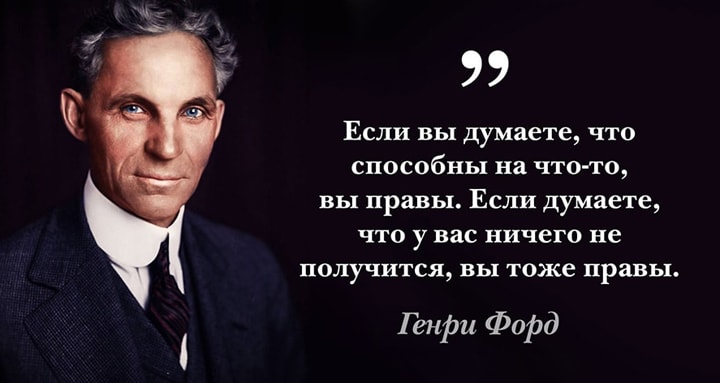 ”
Если вы думаете, что
способны на что-то,
вы правы. Если думаете,
что у вас ничего не
получится, вы тоже правы.
Генри Форд